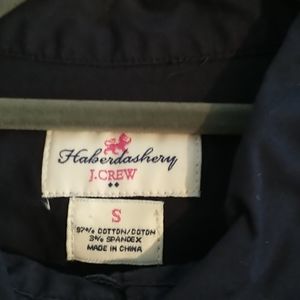 Haberdashery
J.CREW
S
97% COTTON/COTON
3% SPANDEX
MADE IN CHINA